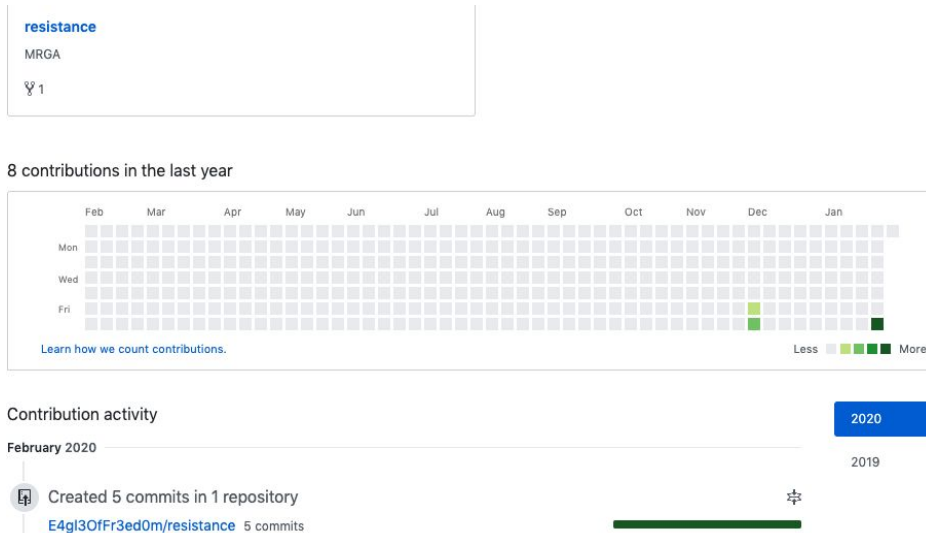 resistance
MRGA
1
8 contributions in the last year
Feb Mar Apr May Jun Jul Aug Sep Oct Nov Dec Jan
Mon
Wed
Fri
Learn how we count contributions.
Less More
Contribution activity
2020
February 2020
2019
Created 5 commits in 1 repository
E4gl3OfFr3ed0m/resistance 5 commits